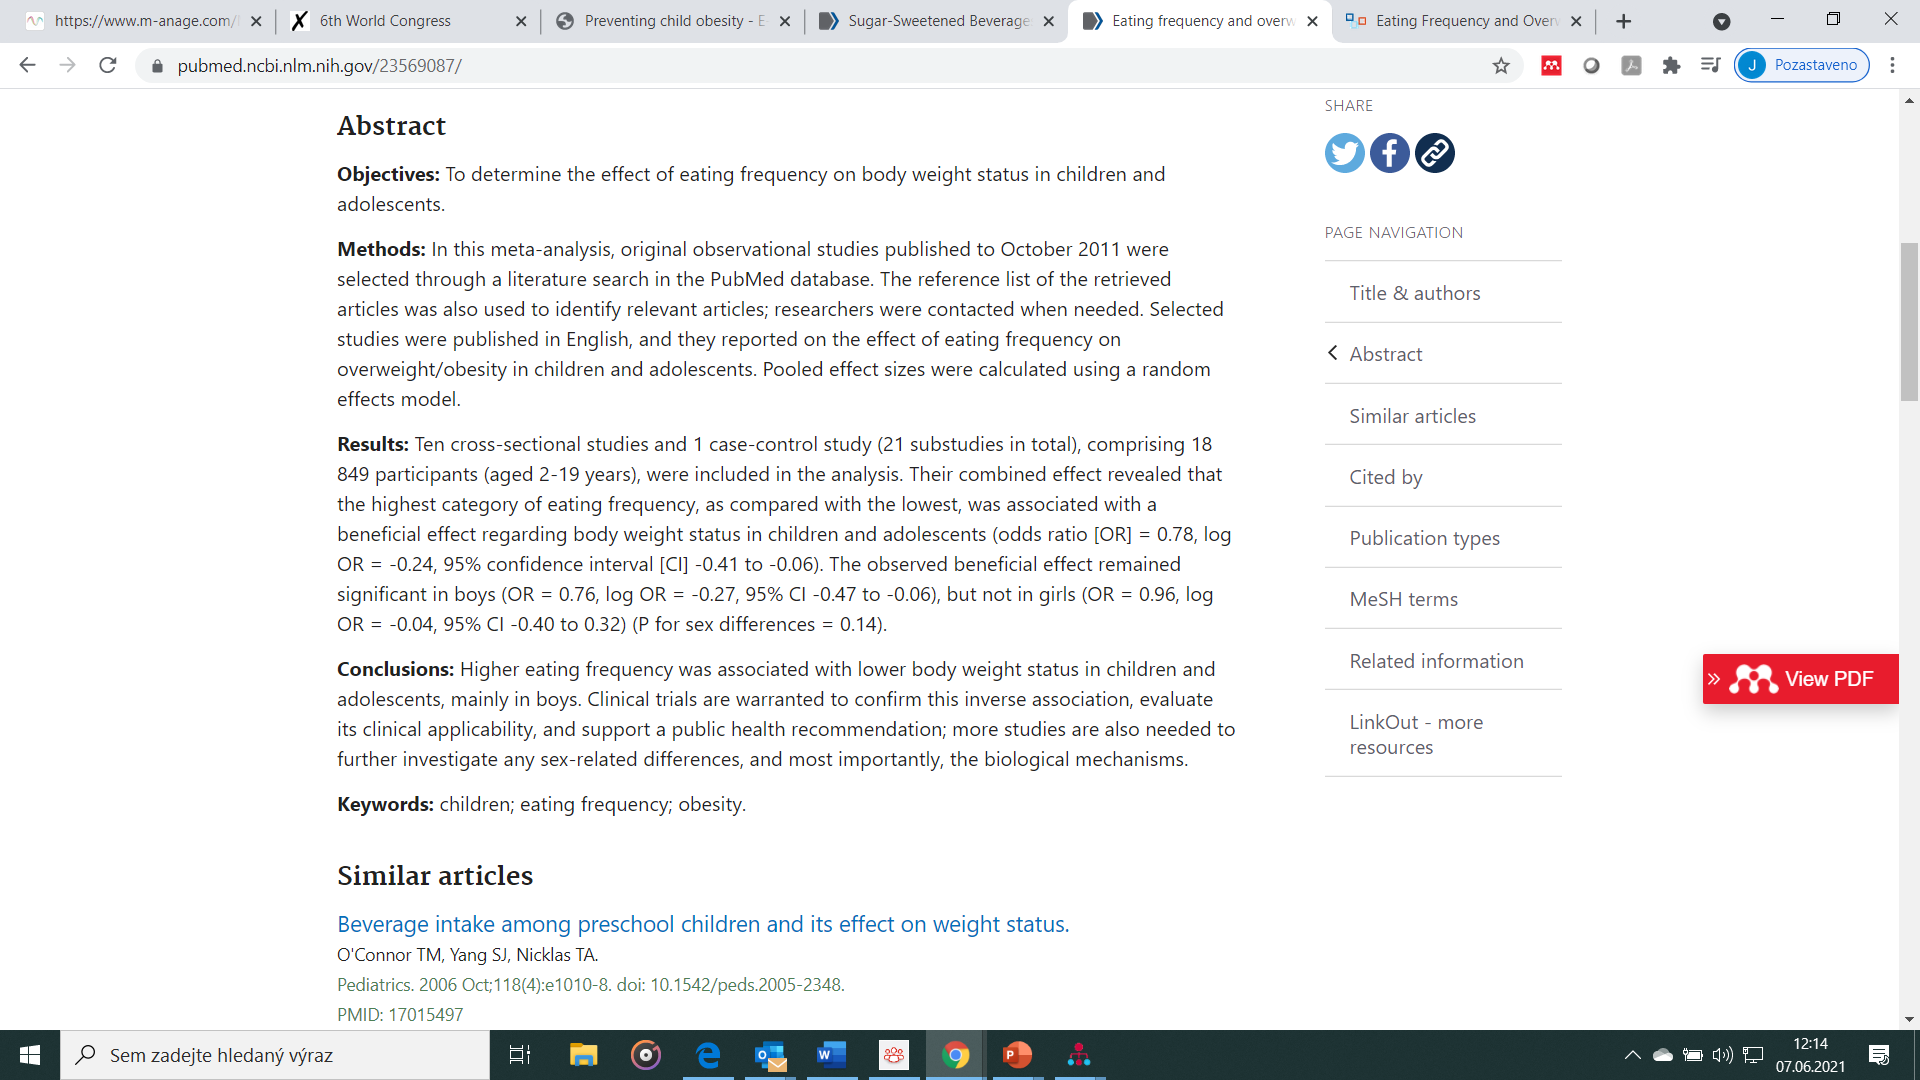 https://www.m-anage.com/
6th World Congress
Preventing child obesity - E
Sugar-Sweetened Beverage
Eating frequency and overw
Eating Frequency and Overw
pubmed.ncbi.nlm.nih.gov/23569087/
J Pozastaveno
Abstract
Objectives: To determine the effect of eating frequency on body weight status in children and
adolescents.
Methods: In this meta-analysis, original observational studies published to October 2011 were
selected through a literature search in the PubMed database. The reference list of the retrieved
articles was also used to identify relevant articles; researchers were contacted when needed. Selected
studies were published in English, and they reported on the effect of eating frequency on
overweight/obesity in children and adolescents. Pooled effect sizes were calculated using a random
effects model.
Results: Ten cross-sectional studies and 1 case-control study (21 substudies in total), comprising 18
849 participants (aged 2-19 years), were included in the analysis. Their combined effect revealed that
the highest category of eating frequency, as compared with the lowest, was associated with a
beneficial effect regarding body weight status in children and adolescents (odds ratio [OR] = 0.78, log
OR = -0.24, 95% confidence interval [CI] -0.41 to -0.06). The observed beneficial effect remained
significant in boys (OR = 0.76, log OR = -0.27, 95% CI -0.47 to -0.06), but not in girls (OR = 0.96, log
OR = -0.04, 95% CI -0.40 to 0.32) (P for sex differences = 0.14).
Conclusions: Higher eating frequency was associated with lower body weight status in children and
adolescents, mainly in boys. Clinical trials are warranted to confirm this inverse association, evaluate
its clinical applicability, and support a public health recommendation; more studies are also needed to
further investigate any sex-related differences, and most importantly, the biological mechanisms.
Keywords: children; eating frequency; obesity.
Similar articles
Beverage intake among preschool children and its effect on weight status.
O'Connor TM, Yang SJ, Nicklas TA.
Pediatrics. 2006 Oct;118(4):e1010-8. doi: 10.1542/peds.2005-2348.
PMID: 17015497
SHARE
PAGE NAVIGATION
Title & authors
Abstract
Similar articles
Cited by
Publication types
MeSH terms
Related information
LinkOut - more
resources
View PDF
Sem zadejte hledaný výraz
12:14
07.06.2021